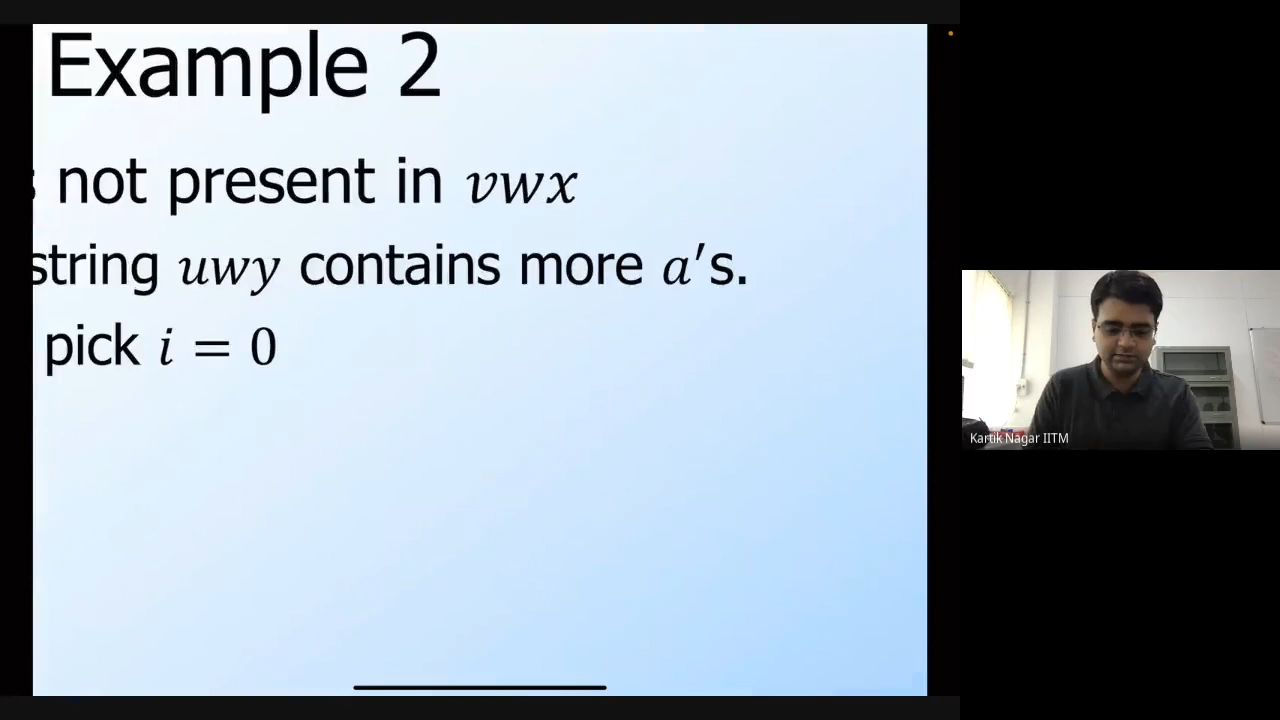 Example 2
not present in vwx
string uwy contains more a's.
pick i = 0
Kartik Nagar IITM